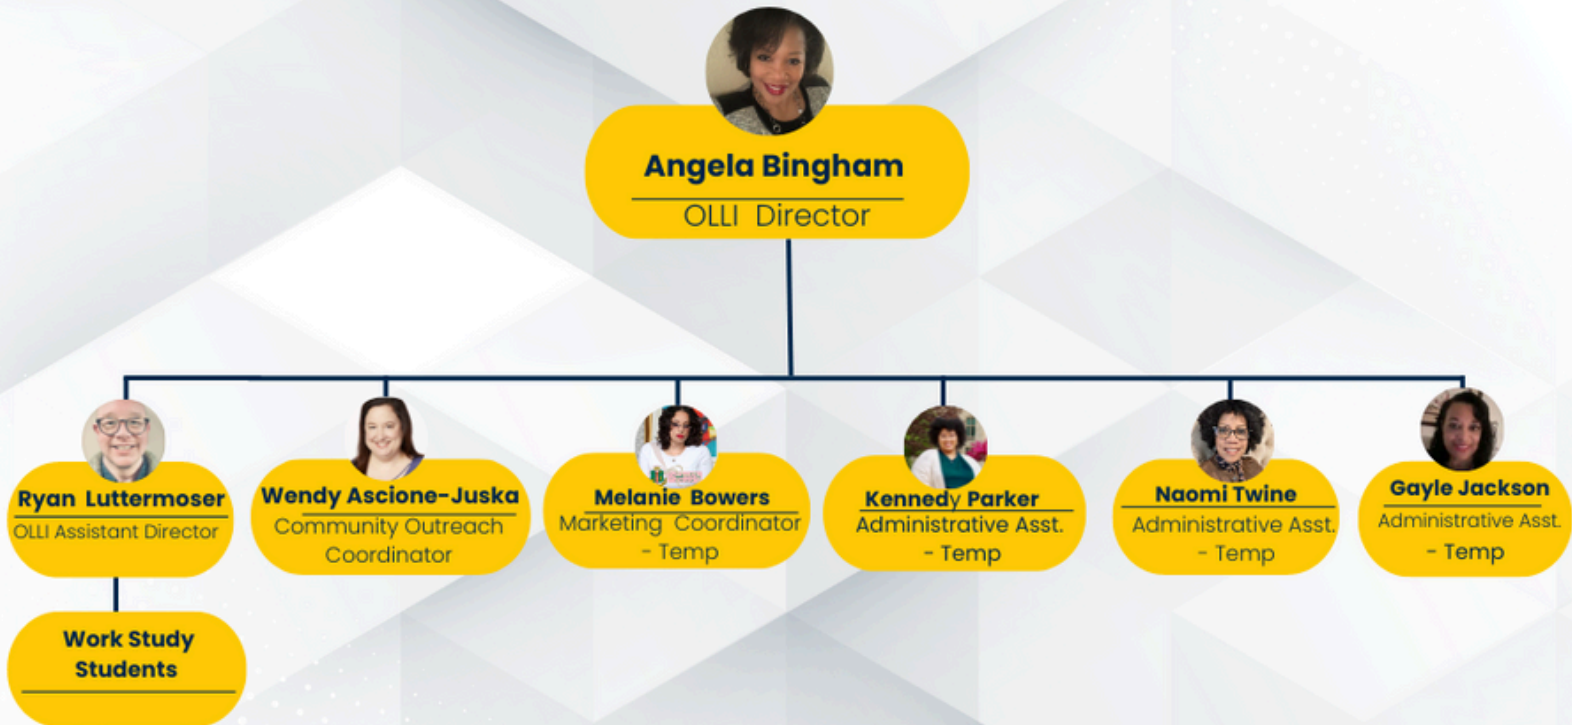 Angela Bingham
OLLI Director
Ryan Luttermoser
OLLI Assistant Director
Wendy Ascione-Juska
Community Outreach
Coordinator
Melanie Bowers
Marketing Coordinator
- Temp
Kennedy Parker
Administrative Asst.
- Temp
Naomi Twine
Administrative Asst.
- Temp
Gayle Jackson
Administrative Asst.
- Temp
Work Study
Students